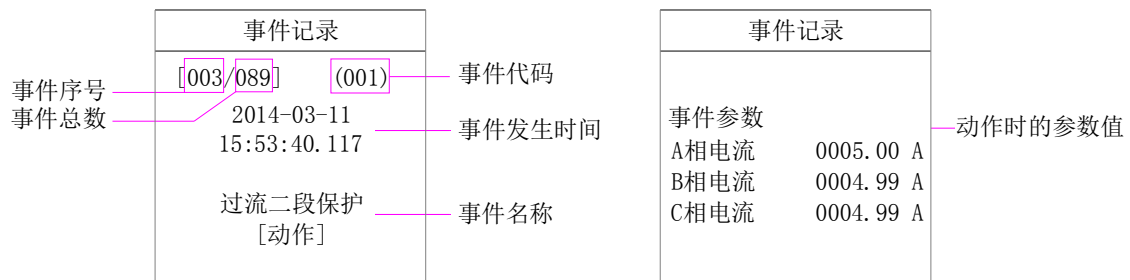 事件记录
[003/089] (001)
2014-03-11
15:53:40.117
过流二段保护
[动作]
事件序号
事件总数
事件代码
事件发生时间
事件名称
事件记录
事件参数
A相电流 0005.00 A
B相电流 0004.99 A
C相电流 0004.99 A
动作时的参数值